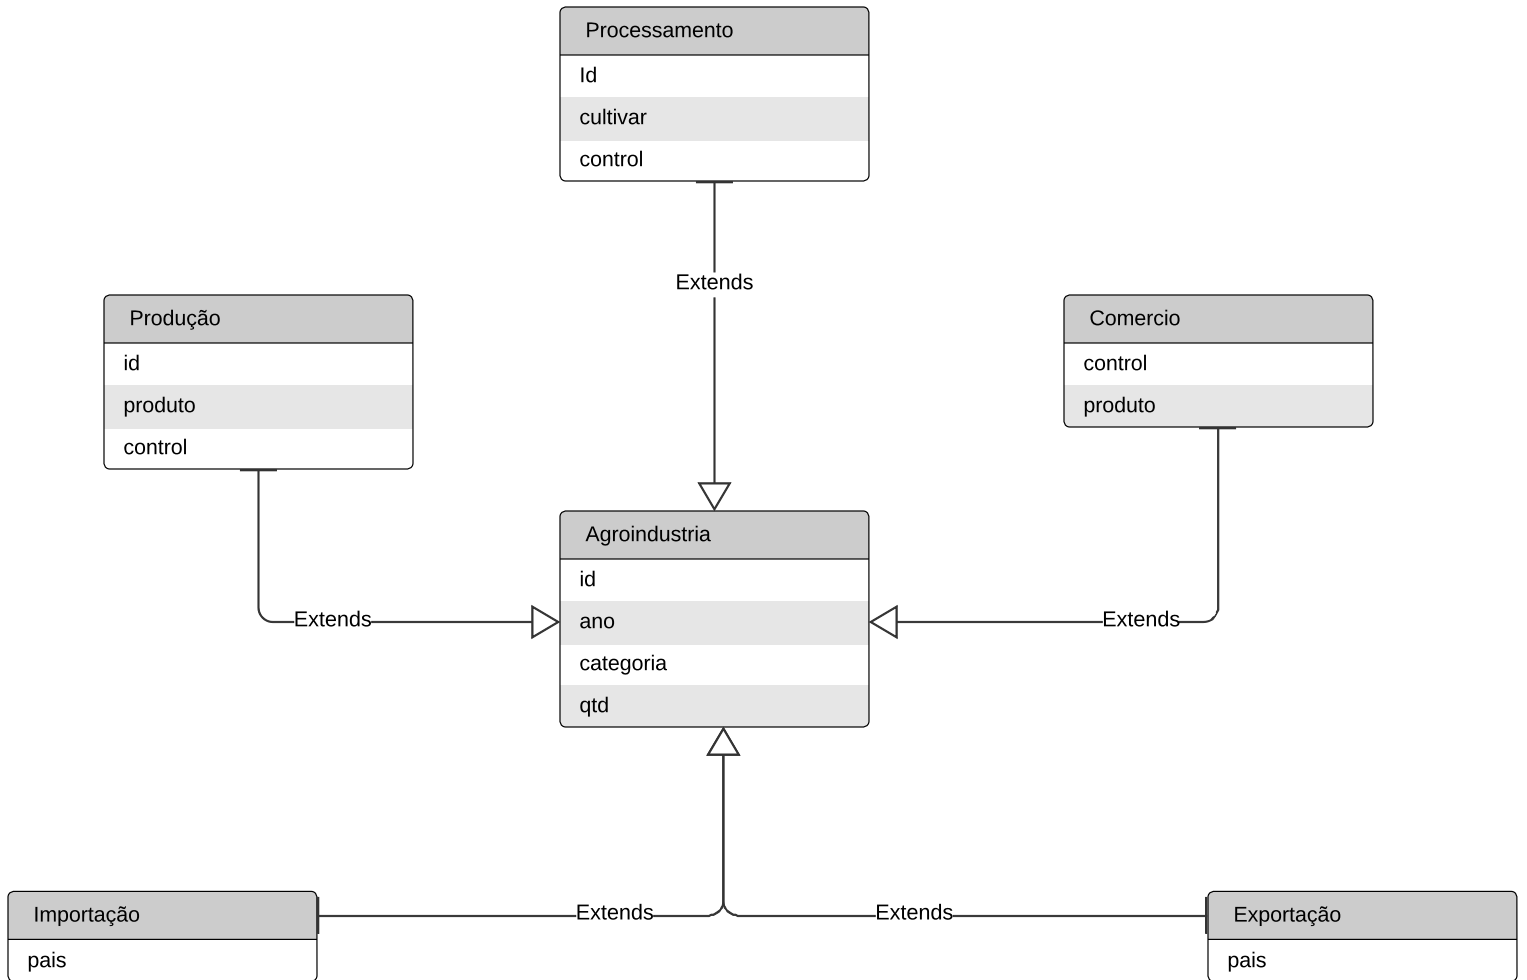 Processamento
Id
cultivar
control
Extends
Produção
id
produto
control
Comercio
control
produto
Agroindustria
id
ano
categoria
qtd
Extends
Extends
Importação
pais
Extends
Extends
Exportação
pais